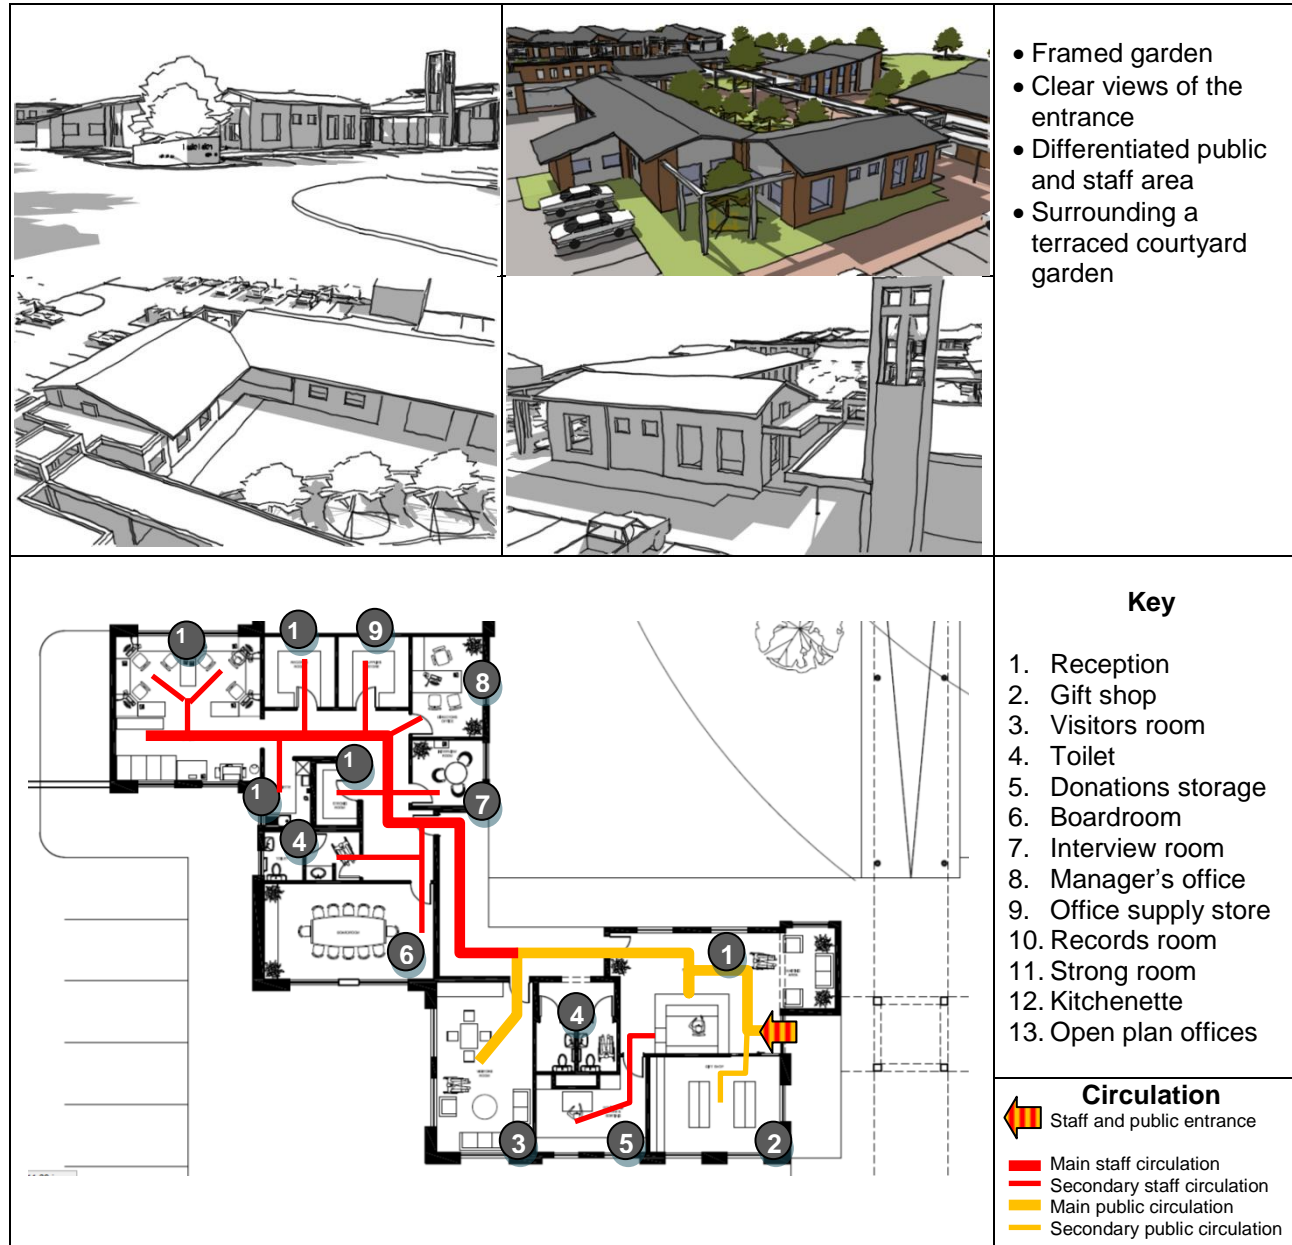 • Framed garden
• Clear views of the
entrance
• Differentiated public
and staff area
• Surrounding a
terraced courtyard
garden
1
1
9
8
1
7
1
4
6
1
4
3
5
2
BOARDROOM
GIFT SHOP
Key
1. Reception
2. Gift shop
3. Visitors room
4. Toilet
5. Donations storage
6. Boardroom
7. Interview room
8. Manager's office
9. Office supply store
10. Records room
11. Strong room
12. Kitchenette
13. Open plan offices
Circulation
Staff and public entrance
Main staff circulation
Secondary staff circulation
Main public circulation
Secondary public circulation